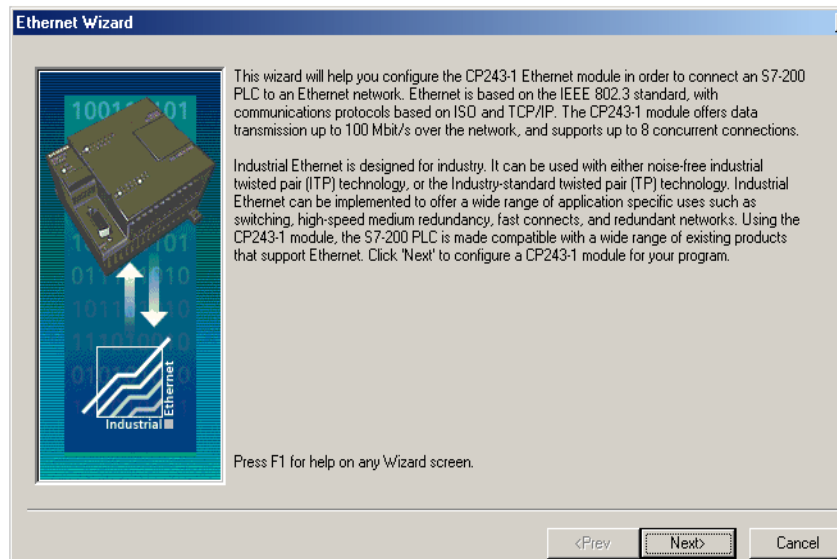 Ethernet Wizard
This wizard will help you configure the CP243-1 Ethernet module in order to connect an S7-200
PLC to an Ethernet network. Ethernet is based on the IEEE 802.3 standard, with
communications protocols based on ISO and TCP/IP. The CP243-1 module offers data
transmission up to 100 Mbit/s over the network, and supports up to 8 concurrent connections.
Industrial Ethernet is designed for industry. It can be used with either noise-free industrial
twisted pair (ITP) technology, or the Industry-standard twisted pair (TP) technology. Industrial
Ethernet can be implemented to offer a wide range of application specific uses such as
switching, high-speed medium redundancy, fast connects, and redundant networks. Using the
CP243-1 module, the S7-200 PLC is made compatible with a wide range of existing products
that support Ethernet. Click 'Next' to configure a CP243-1 module for your program.
Industrial
Ethernet
Press F1 for help on any Wizard screen.
<Prev
Next>
Cancel